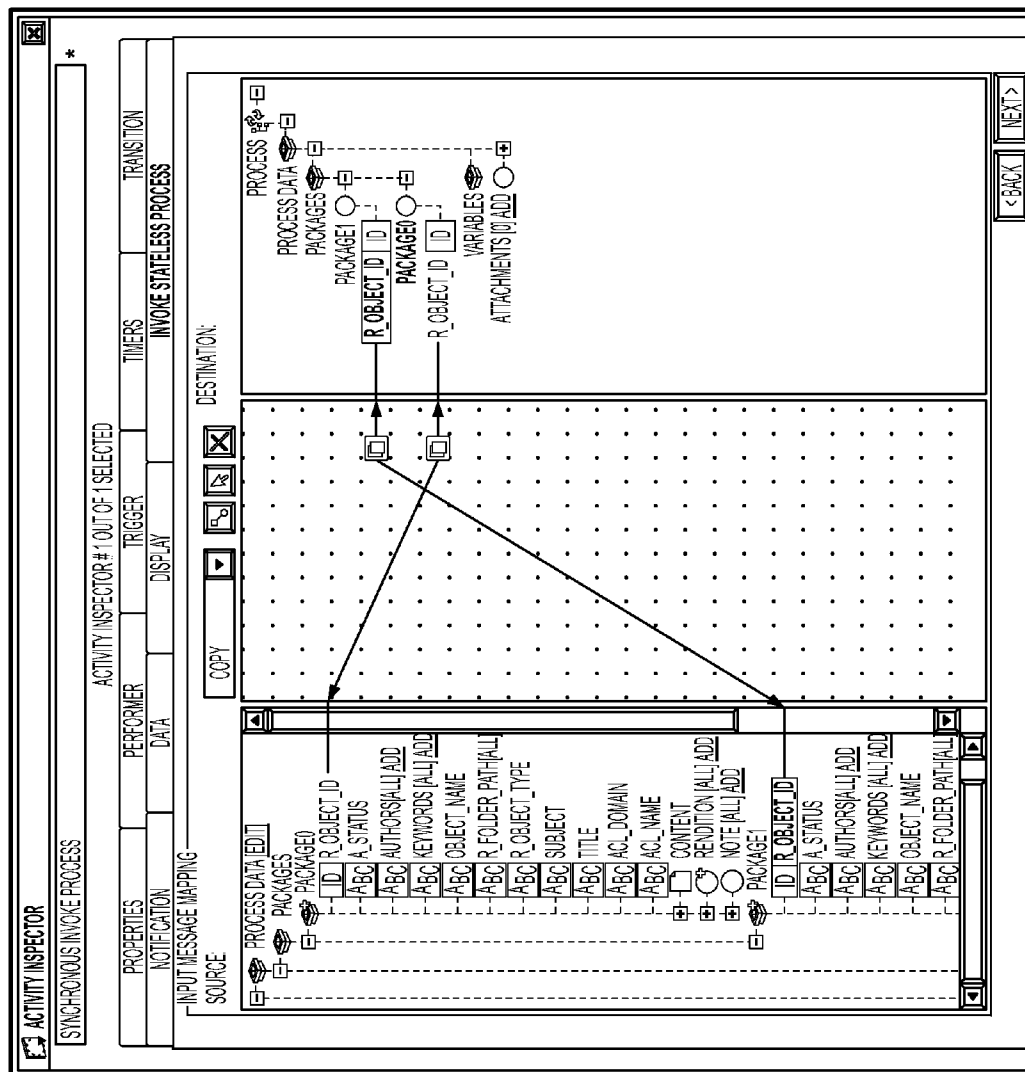 ACTIVITY INSPECTOR
SYNCHRONOUS INVOKE PROCESS *
ACTIVITY INSPECTOR # 1 OUT OF 1 SELECTED
PROPERTIES PERFORMER TRIGGER TIMERS TRANSITION
NOTIFICATION DATA DISPLAY INVOKE STATELESS PROCESS
INPUT MESSAGE MAPPING
SOURCE: COPY DESTINATION:
PROCESS DATA [EDIT]
PACKAGES
PACKAGE0
ID R_OBJECT_ID
ABC A_STATUS
ABC AUTHORS[ALL] ADD
ABC KEYWORDS [ALL] ADD
ABC OBJECT_NAME
ABC R_FOLDER_PATH[ALL]
ABC R_OBJECT_TYPE
ABC SUBJECT
ABC TITLE
ABC ACL_DOMAIN
ABC ACL_NAME
CONTENT
RENDITION [ALL] ADD
NOTE [ALL] ADD
PACKAGE1
ID R_OBJECT_ID
ABC A_STATUS
ABC AUTHORS[ALL] ADD
ABC KEYWORDS [ALL] ADD
ABC OBJECT_NAME
ABC R_FOLDER_PATH[ALL]
PROCESS
PROCESS DATA
PACKAGES
PACKAGE1
R_OBJECT_ID ID
PACKAGE0
R_OBJECT_ID ID
VARIABLES
ATTACHMENTS [0] ADD
<BACK NEXT>